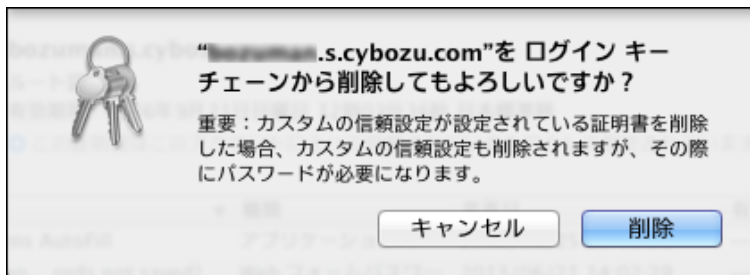 .s.cybozu.com”を ログイン キー
チェーンから削除してもよろしいですか？
重要：カスタムの信頼設定が設定されている証明書を削除
した場合、カスタムの信頼設定も削除されますが、その際
にパスワードが必要になります。
キャンセル 削除